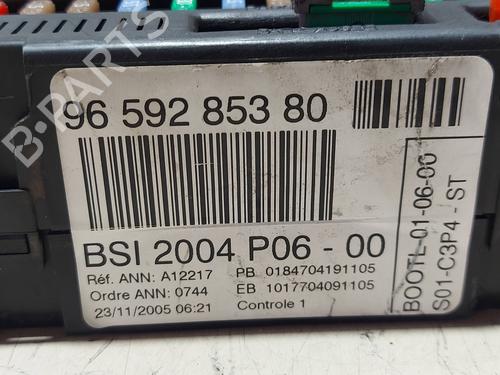 96 592 853 80
BSI 2004 P06 - 00
Réf. ANN: A12217 PB 0184704191105
Ordre ANN: 0744 EB 1017704091105
23/11/2005 06:21 Controle 1
BOOTL-01-06-00
S01-C3P4 - ST
B-PARTS